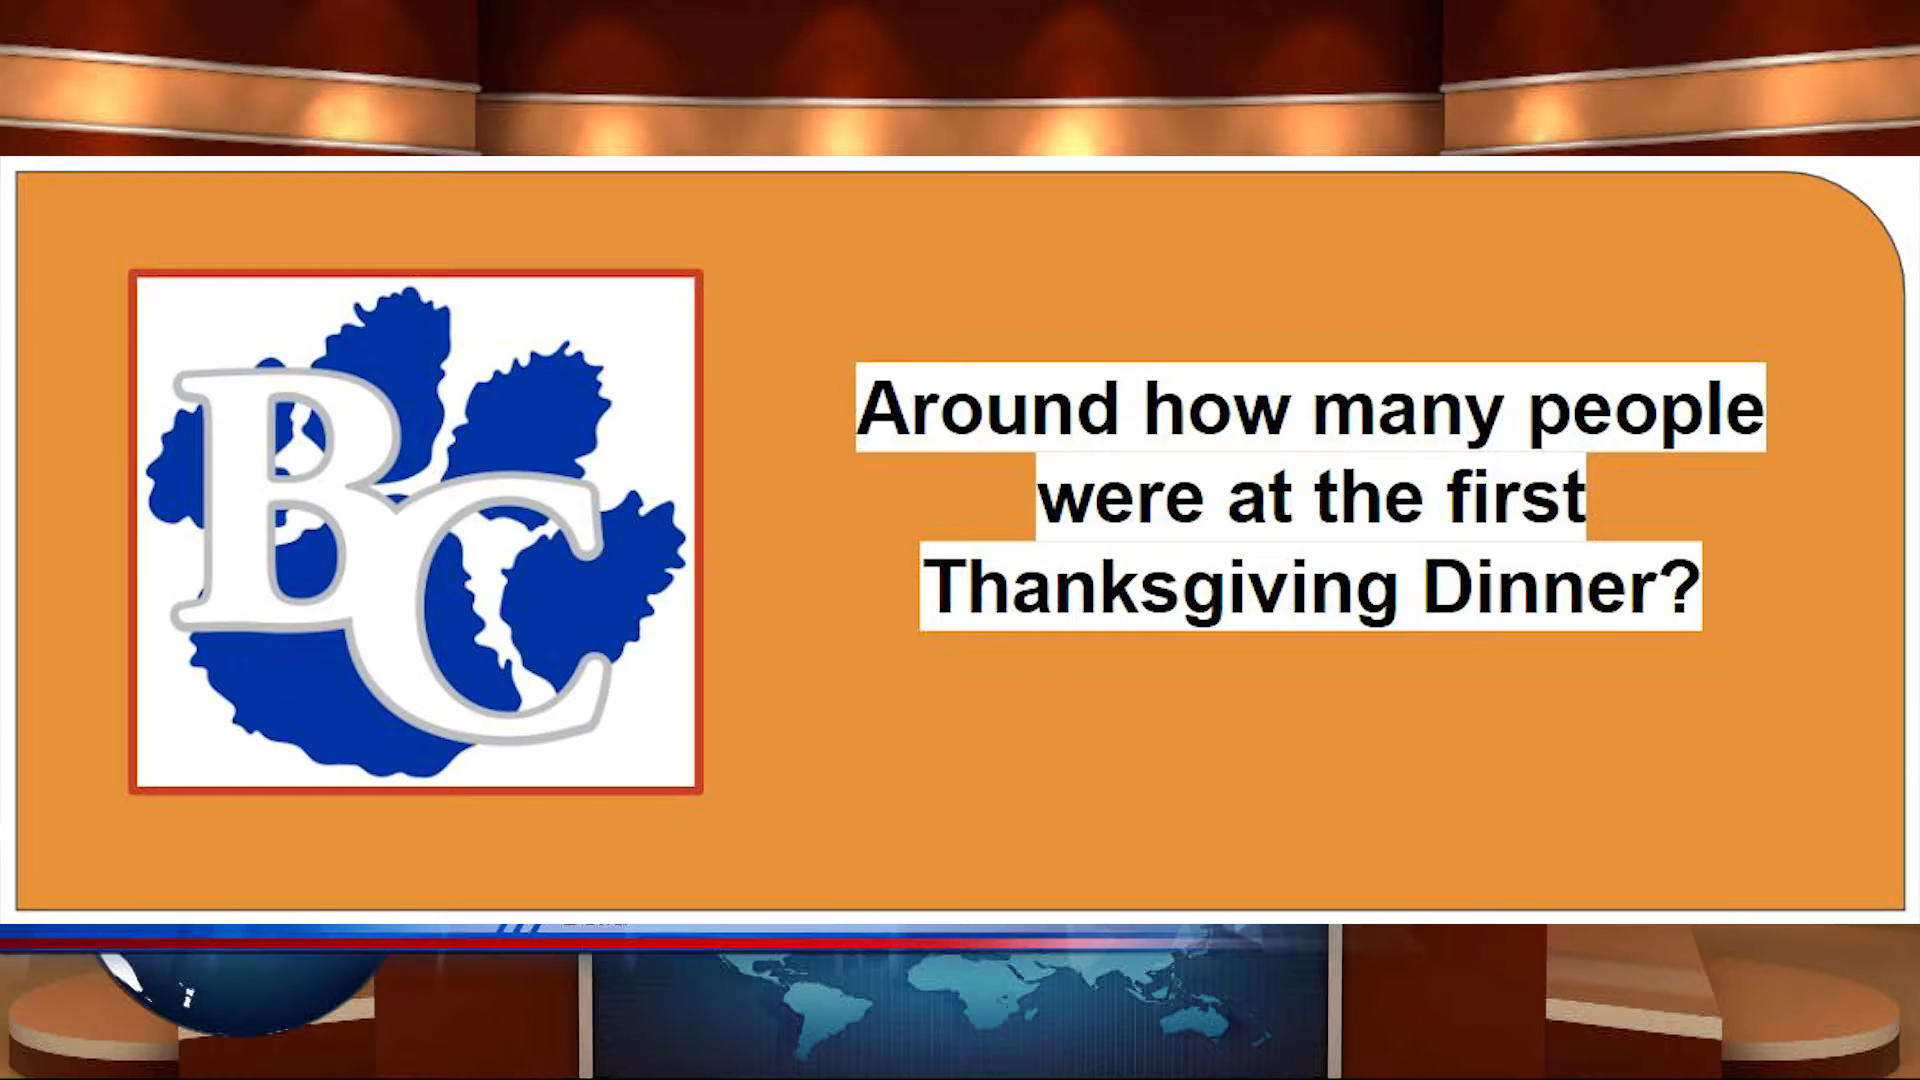 BC
Around how many people
were at the first
Thanksgiving Dinner?